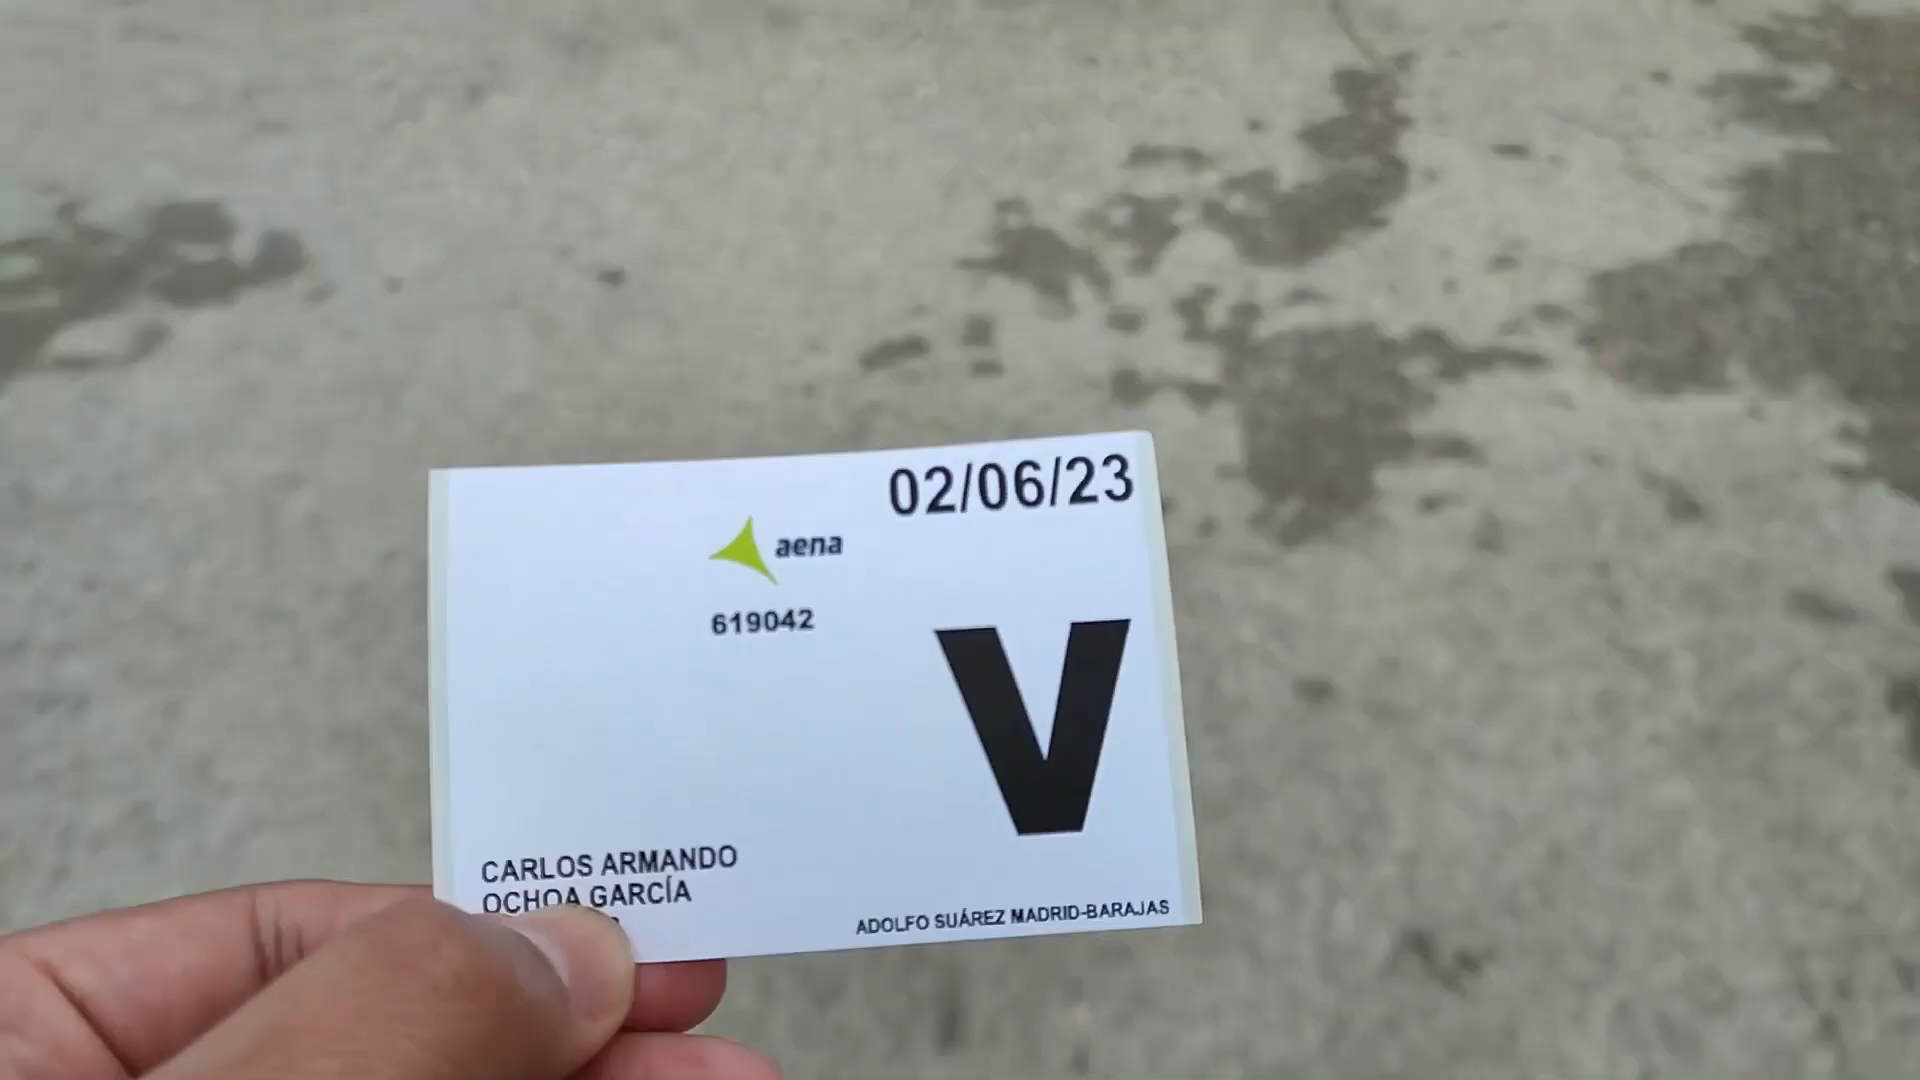 02/06/23
aena
619042
V
CARLOS ARMANDO
OCHOA GARCÍA
ADOLFO SUÁREZ MADRID-BARAJAS